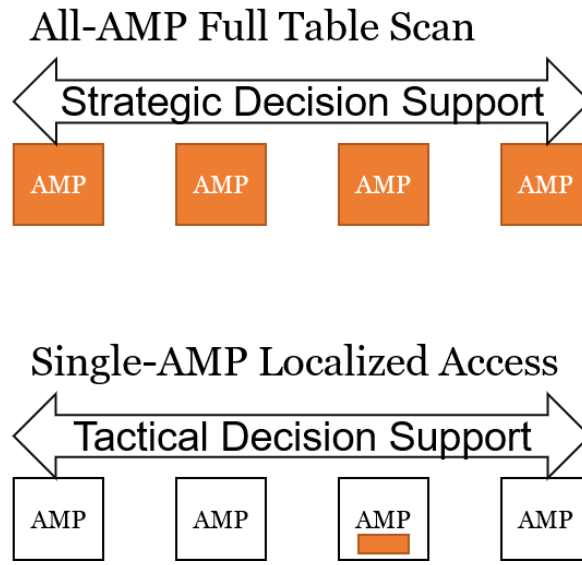 All-AMP Full Table Scan
Strategic Decision Support
AMP AMP AMP AMP
Single-AMP Localized Access
Tactical Decision Support
AMP AMP AMP AMP